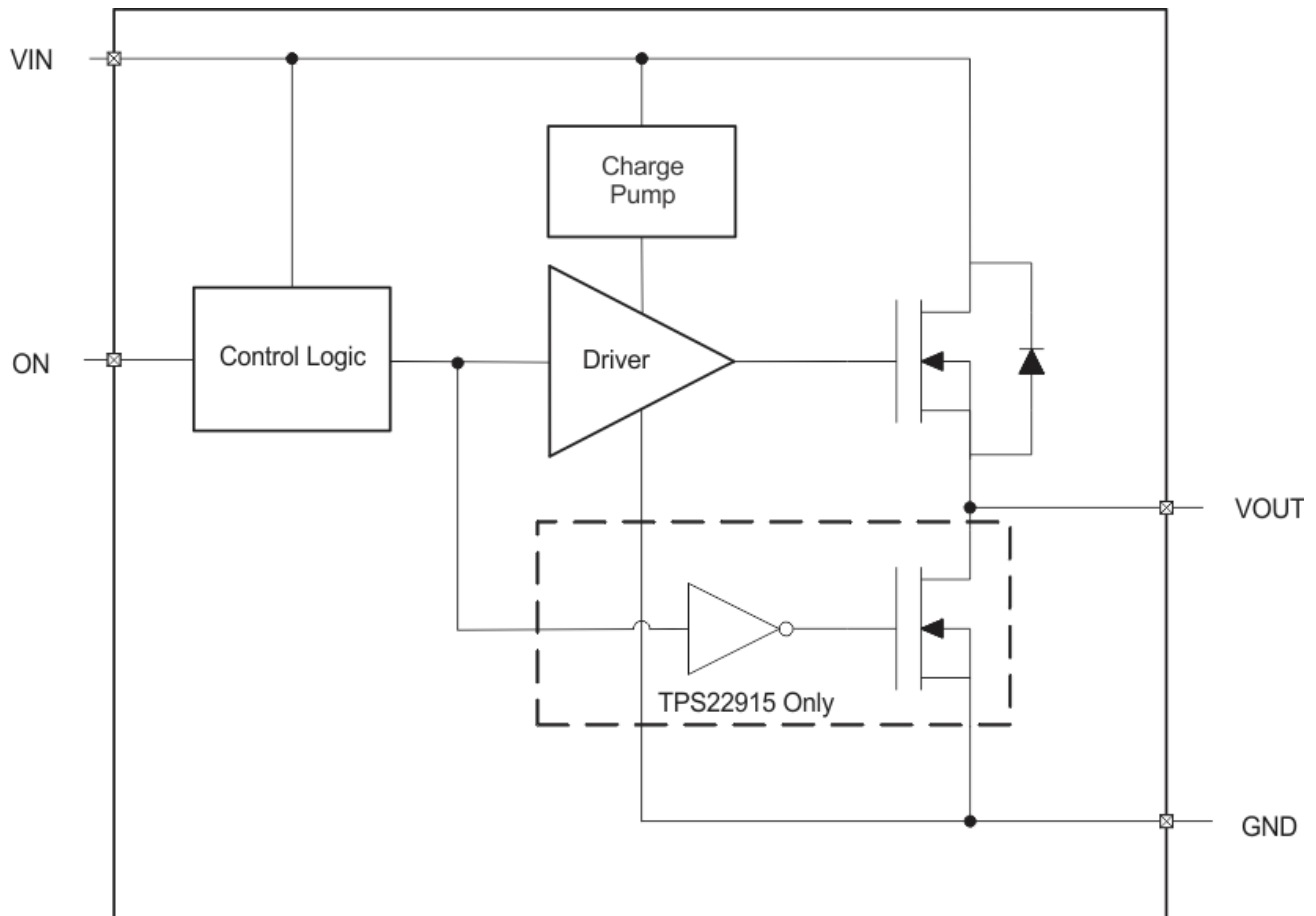 VIN
Charge
Pump
Control Logic
Driver
ON
VOUT
TPS22915 Only
GND